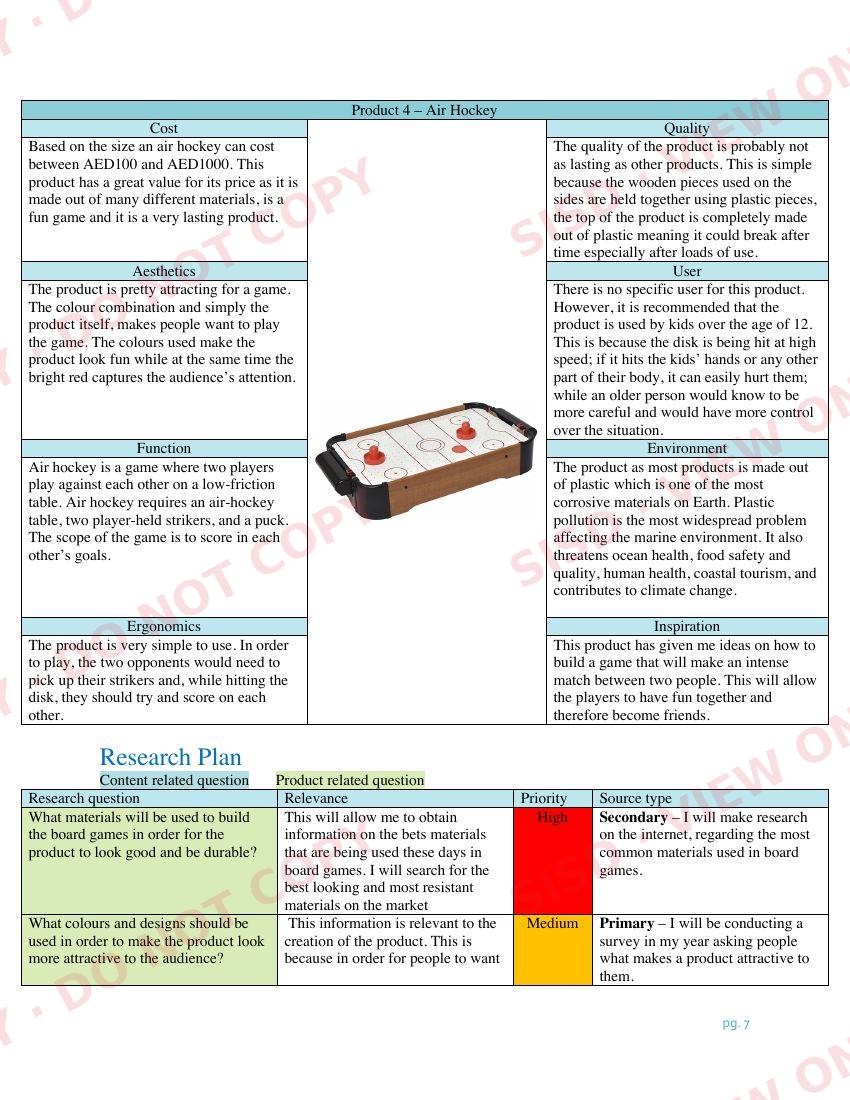 Product 4 – Air Hockey
Cost
Based on the size an air hockey can cost
between AED100 and AED1000. This
product has a great value for its price as it is
made out of many different materials, is a
fun game and it is a very lasting product.
Quality
The quality of the product is probably not
as lasting as other products. This is simple
because the wooden pieces used on the
sides are held together using plastic pieces,
the top of the product is completely made
out of plastic meaning it could break after
time especially after loads of use.
Aesthetics
The product is pretty attracting for a game.
The colour combination and simply the
product itself, makes people want to play
the game. The colours used make the
product look fun while at the same time the
bright red captures the audience’s attention.
User
There is no specific user for this product.
However, it is recommended that the
product is used by kids over the age of 12.
This is because the disk is being hit at high
speed; if it hits the kids’ hands or any other
part of their body, it can easily hurt them;
while an older person would know to be
more careful and would have more control
over the situation.
Function
Air hockey is a game where two players
play against each other on a low-friction
table. Air hockey requires an air-hockey
table, two player-held strikers, and a puck.
The scope of the game is to score in each
other’s goals.
Environment
The product as most products is made out
of plastic which is one of the most
corrosive materials on Earth. Plastic
pollution is the most widespread problem
affecting the marine environment. It also
threatens ocean health, food safety and
quality, human health, coastal tourism, and
contributes to climate change.
Ergonomics
The product is very simple to use. In order
to play, the two opponents would need to
pick up their strikers and, while hitting the
disk, they should try and score on each
other.
Inspiration
This product has given me ideas on how to
build a game that will make an intense
match between two people. This will allow
the players to have fun together and
therefore become friends.
Research Plan
Content related question Product related question
Research question Relevance Priority Source type
What materials will be used to build
the board games in order for the
product to look good and be durable?
This will allow me to obtain
information on the bets materials
that are being used these days in
board games. I will search for the
best looking and most resistant
materials on the market
High
Secondary – I will make research
on the internet, regarding the most
common materials used in board
games.
What colours and designs should be
used in order to make the product look
more attractive to the audience?
This information is relevant to the
creation of the product. This is
because in order for people to want
Medium
Primary – I will be conducting a
survey in my year asking people
what makes a product attractive to
them.
pg. 7
SISD · VIEW ON
DO NOT COPY
SISD · VIEW ON
DO NOT COPY
SISD · VIEW ON
DO NOT COPY